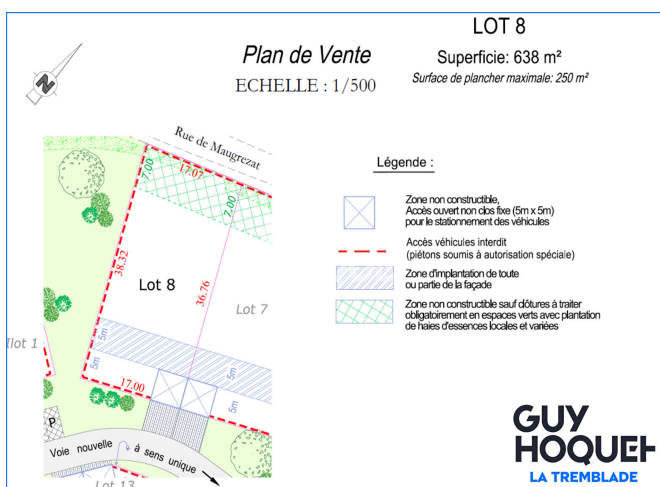 LOT 8
Plan de Vente
Superficie: 638 m²
ECHELLE : 1/500
Surface de plancher maximale: 250 m²
N
Rue de Maugrezat
17.07
7.00
7.00
38.32
36.76
Lot 8
Lot 7
Ilot 1
5m
5m
5m
5m
17.00
P
Voie nouvelle à sens unique
Lot 13
Légende :
Zone non constructible,
Accès ouvert non clos fixe (5m x 5m)
pour le stationnement des véhicules
Accès véhicules interdit
(piétons soumis à autorisation spéciale)
Zone d'implantation de toute
ou partie de la façade
Zone non constructible sauf clôtures à traiter
obligatoirement en espaces verts avec plantation
de haies d'essences locales et variées
GUY
HOQUET
LA TREMBLADE